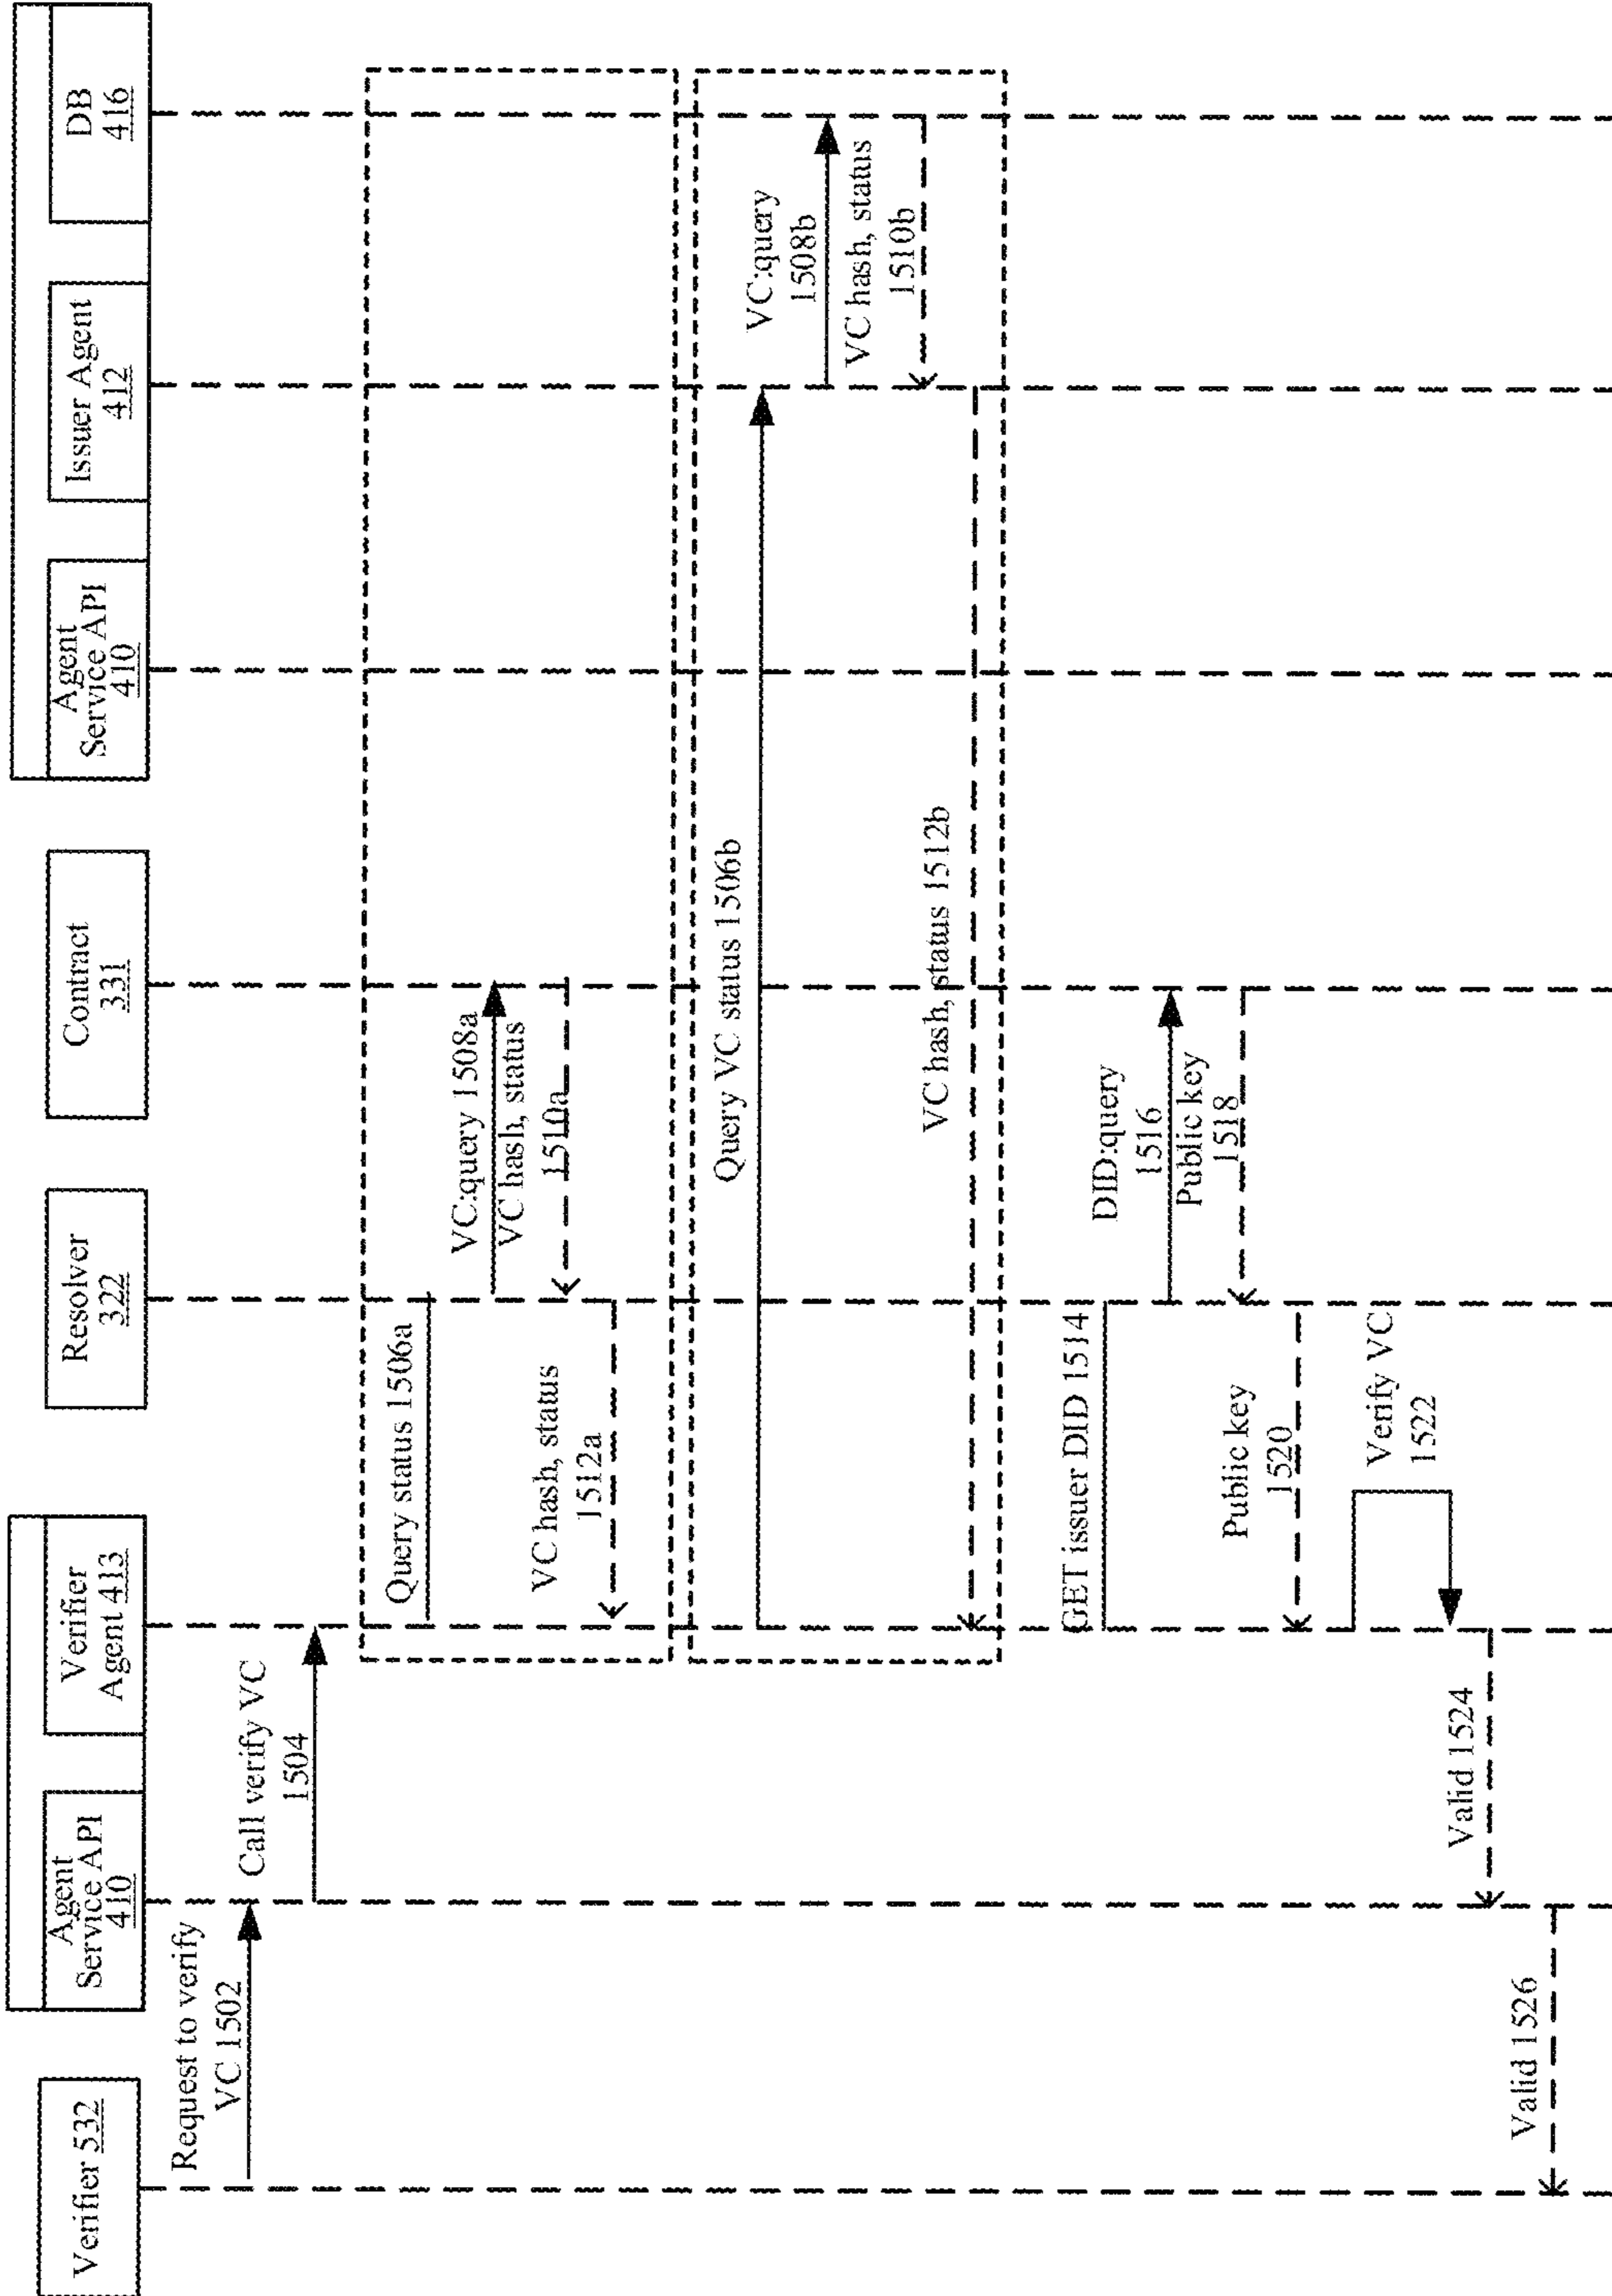 Verifier 532
Agent
Service API
410
Verifier
Agent 413
Resolver
322
Contract
331
Agent
Service API
410
Issuer Agent
412
DB
416
Request to verify
VC 1502
Call verify VC
1504
Query status 1506a
VC:query 1508a
VC hash, status
1510a
VC hash, status
1512a
Query VC status 1506b
VC:query
1508b
VC hash, status
1510b
VC hash, status 1512b
GET issuer DID 1514
DID:query
1516
Public key
1518
Public key
1520
Verify VC
1522
Valid 1524
Valid 1526